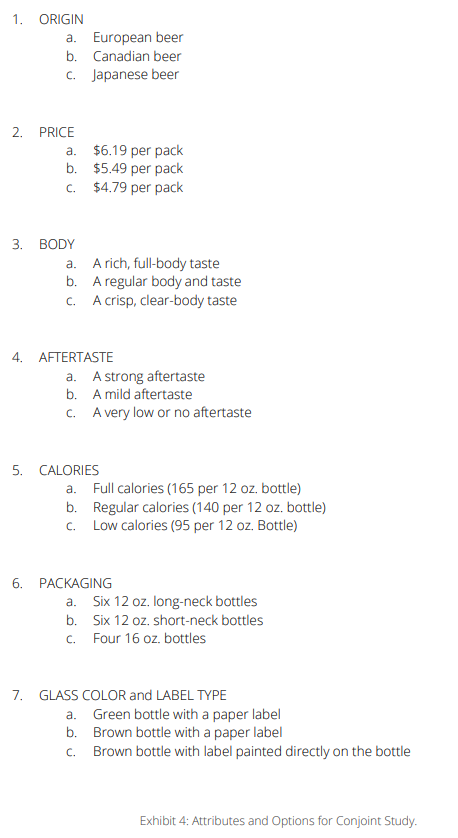 1. ORIGIN
a. European beer
b. Canadian beer
c. Japanese beer
2. PRICE
a. $6.19 per pack
b. $5.49 per pack
c. $4.79 per pack
3. BODY
a. A rich, full-body taste
b. A regular body and taste
c. A crisp, clear-body taste
4. AFTERTASTE
a. A strong aftertaste
b. A mild aftertaste
c. A very low or no aftertaste
5. CALORIES
a. Full calories (165 per 12 oz. bottle)
b. Regular calories (140 per 12 oz. bottle)
c. Low calories (95 per 12 oz. Bottle)
6. PACKAGING
a. Six 12 oz. long-neck bottles
b. Six 12 oz. short-neck bottles
c. Four 16 oz. bottles
7. GLASS COLOR and LABEL TYPE
a. Green bottle with a paper label
b. Brown bottle with a paper label
c. Brown bottle with label painted directly on the bottle
Exhibit 4: Attributes and Options for Conjoint Study.